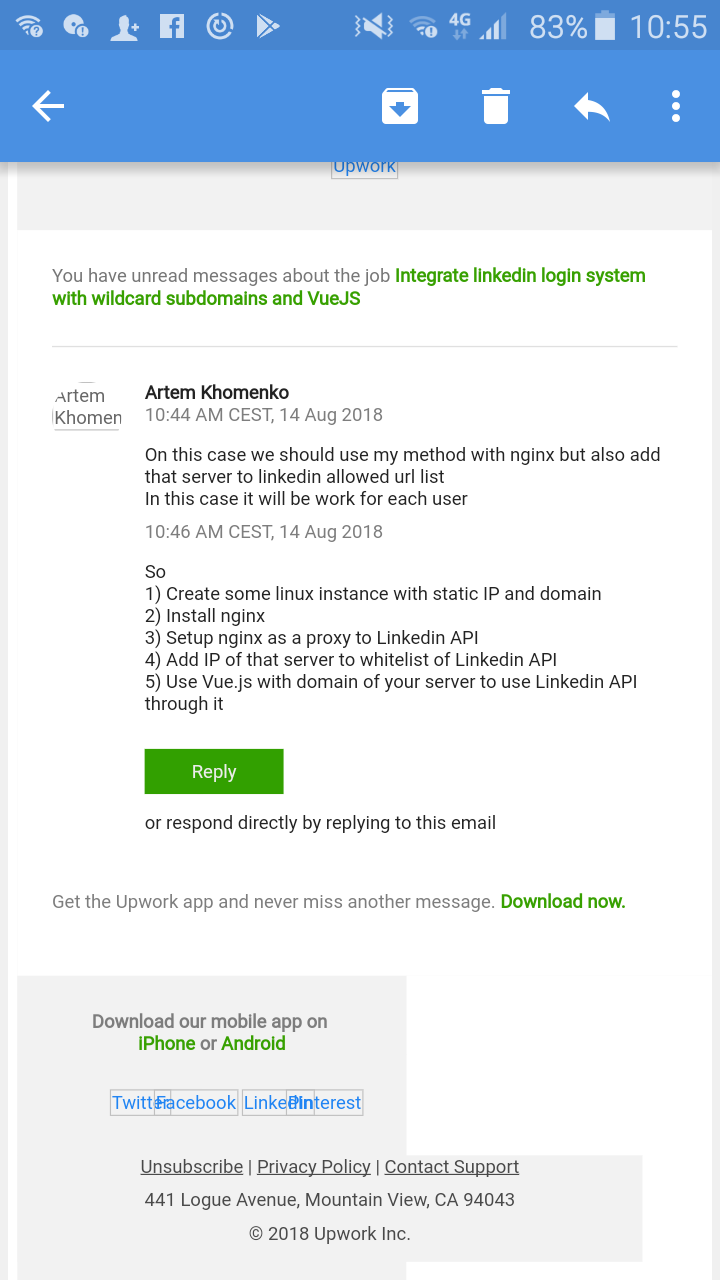 4G 83% 10:55
Upwork
You have unread messages about the job Integrate linkedin login system
with wildcard subdomains and VueJS
Artem
Khomen
Artem Khomenko
10:44 AM CEST, 14 Aug 2018
On this case we should use my method with nginx but also add
that server to linkedin allowed url list
In this case it will be work for each user
10:46 AM CEST, 14 Aug 2018
So
1) Create some linux instance with static IP and domain
2) Install nginx
3) Setup nginx as a proxy to Linkedin API
4) Add IP of that server to whitelist of Linkedin API
5) Use Vue.js with domain of your server to use Linkedin API
through it
Reply
or respond directly by replying to this email
Get the Upwork app and never miss another message. Download now.
Download our mobile app on
iPhone or Android
Twitter Facebook LinkedIn Pinterest
Unsubscribe | Privacy Policy | Contact Support
441 Logue Avenue, Mountain View, CA 94043
© 2018 Upwork Inc.